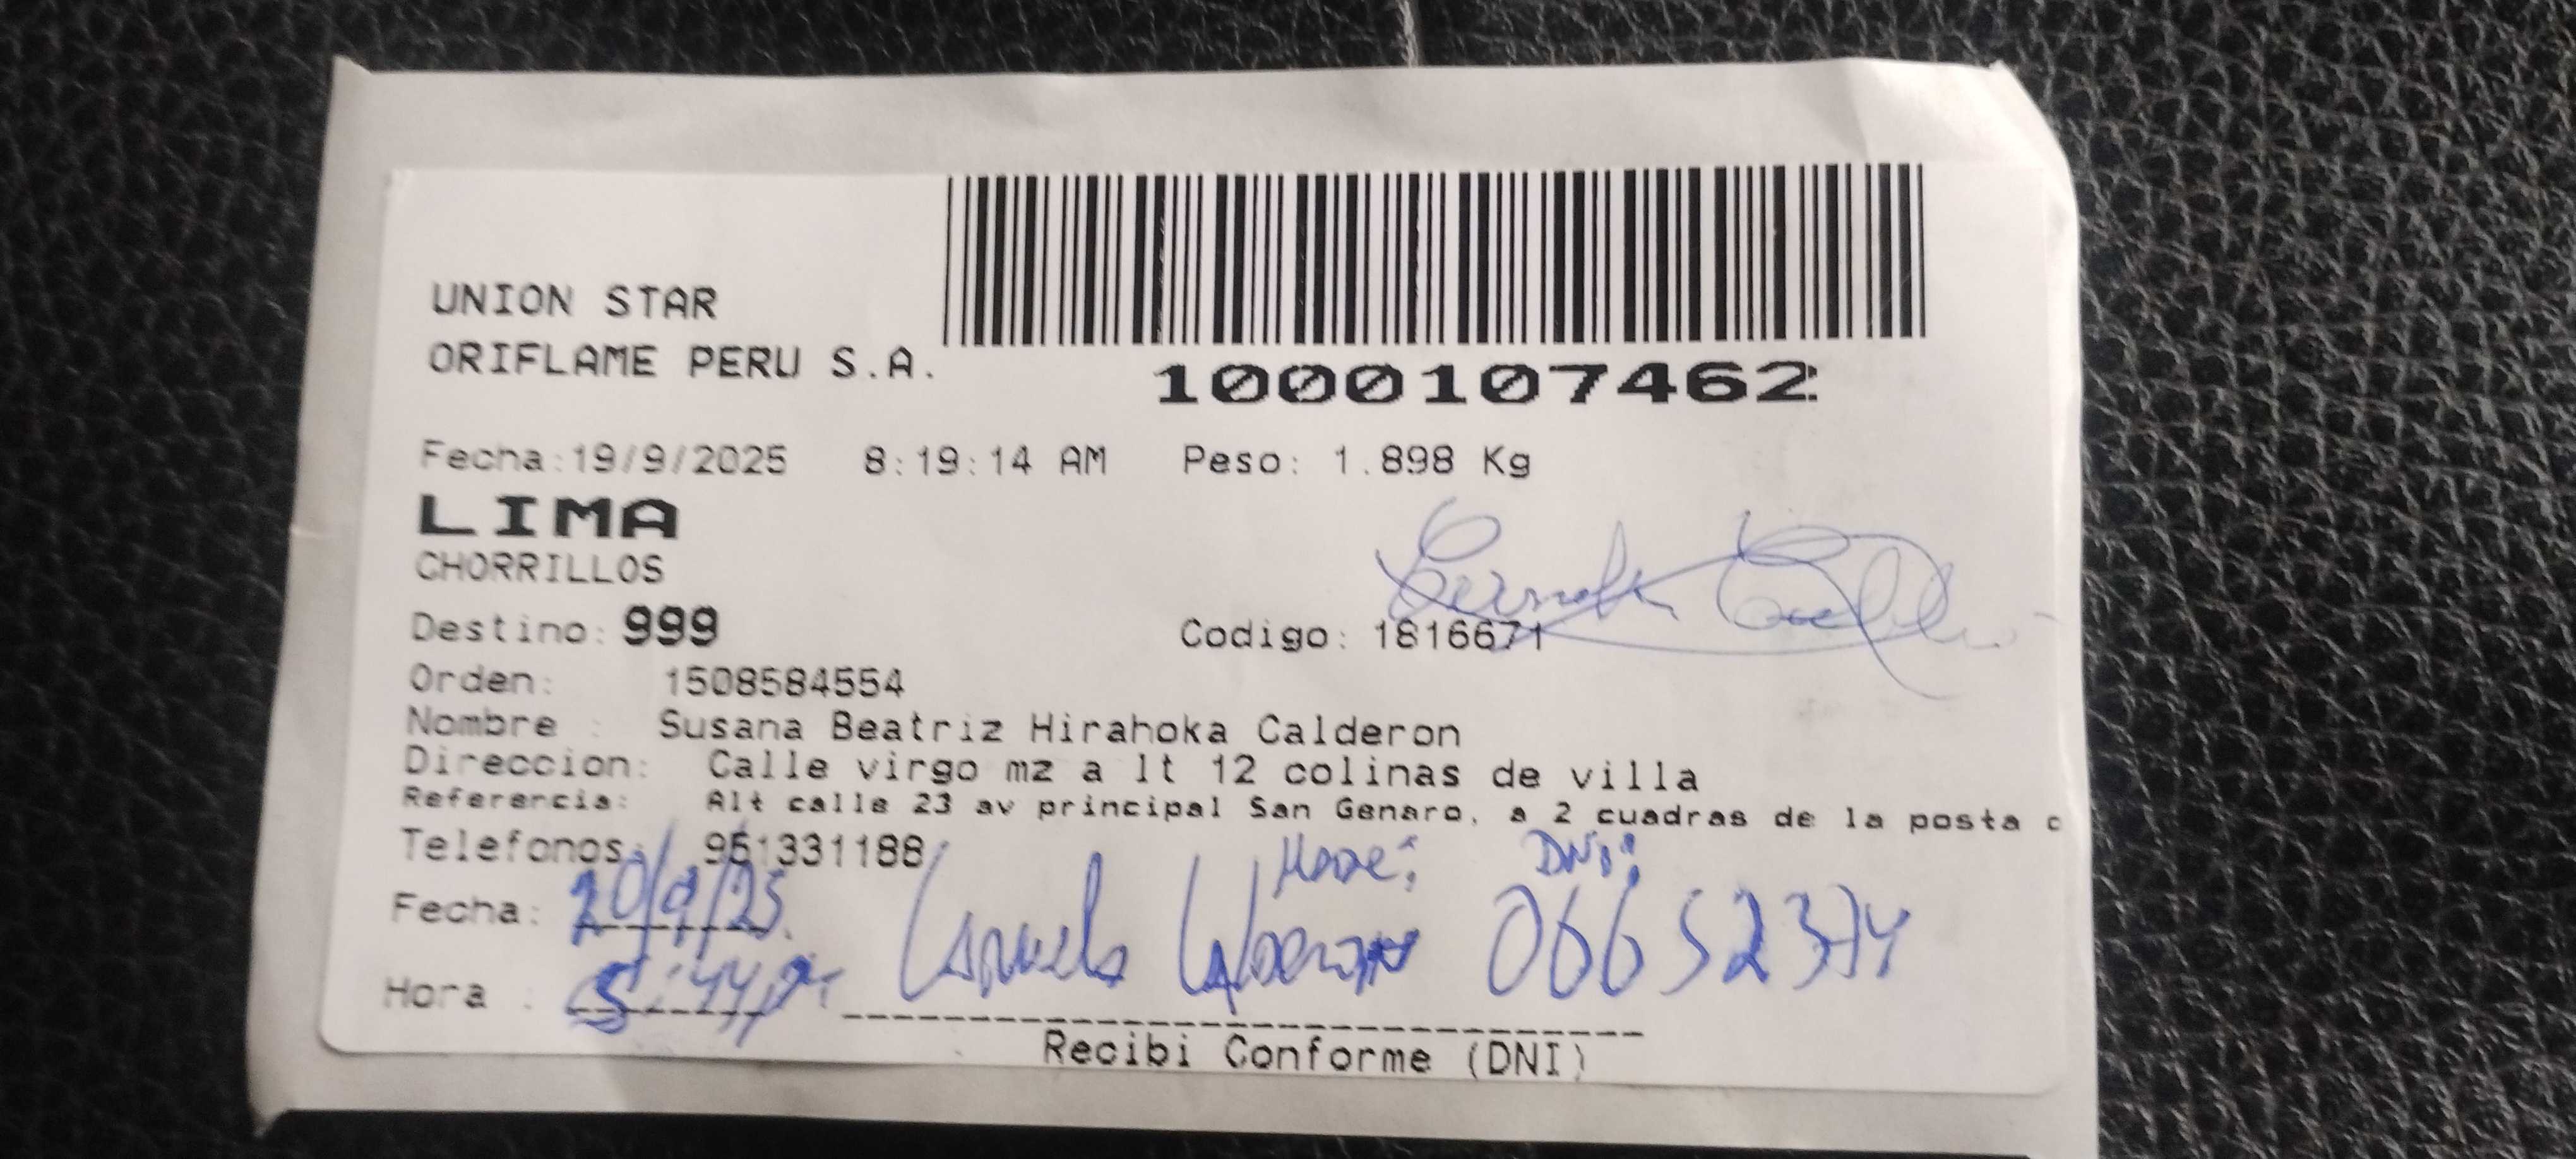 UNION STAR
ORIFLAME PERU S.A.
1000107462
Fecha:19/9/2025 8:19:14 AM Peso: 1.898 Kg
LIMA
CHORRILLOS
Destino: 999 Codigo: 1816671
Orden: 1508584554
Nombre : Susana Beatriz Hirahoka Calderon
Direccion: Calle virgo mz a lt 12 colinas de villa
Referencia: Alt calle 23 av principal San Genaro, a 2 cuadras de la posta c
Telefonos: 951331188
DNI:
Fecha: 20/9/25
Hora :
Recibi Conforme (DNI)